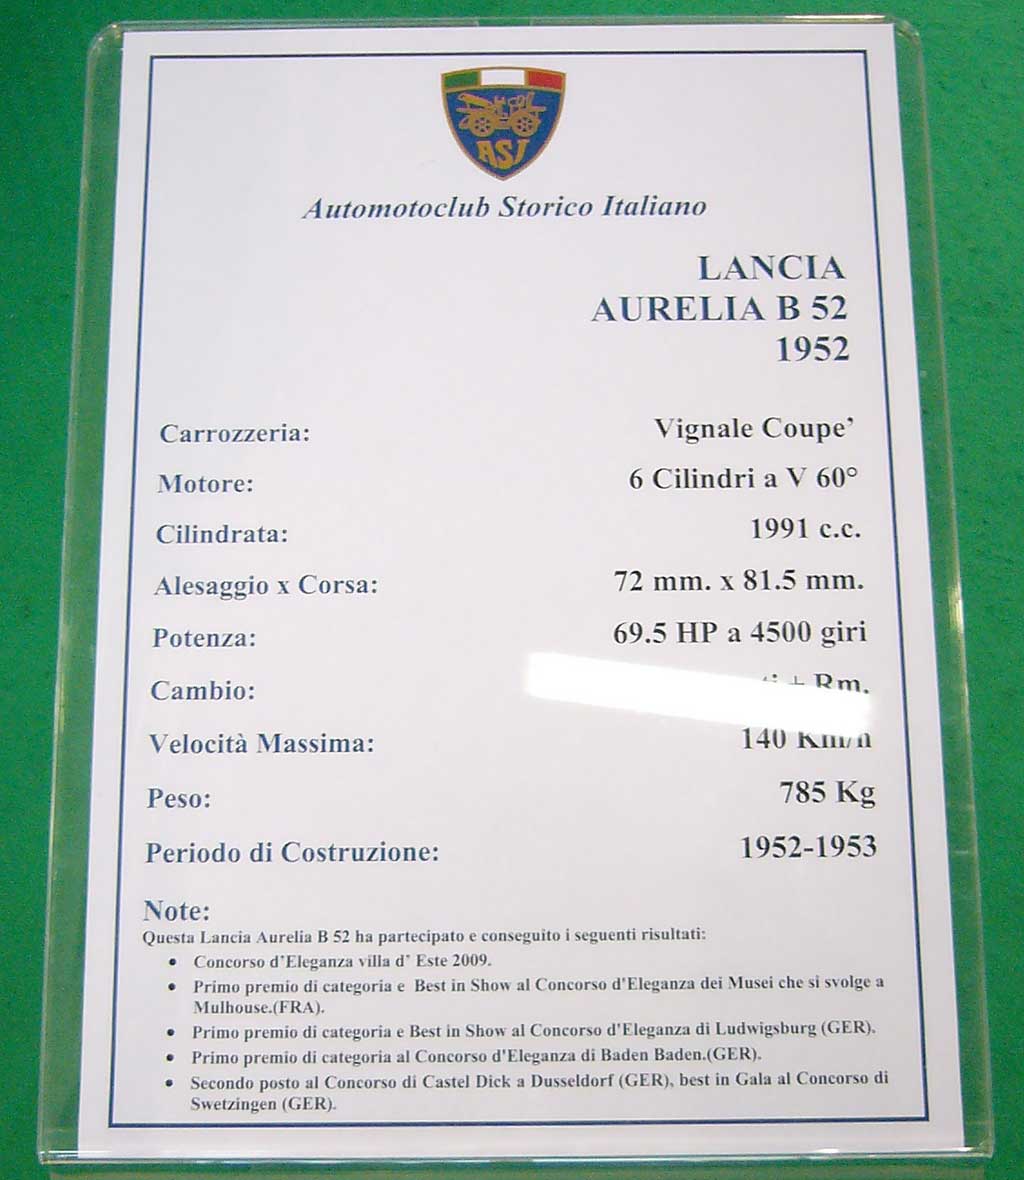 ASI
Automotoclub Storico Italiano
LANCIA
AURELIA B 52
1952
Carrozzeria: Vignale Coupe’
Motore: 6 Cilindri a V 60°
Cilindrata: 1991 c.c.
Alesaggio x Corsa: 72 mm. x 81.5 mm.
Potenza: 69.5 HP a 4500 giri
Cambio: + Rm.
Velocità Massima: 140 Km/h
Peso: 785 Kg
Periodo di Costruzione: 1952-1953
Note:
Questa Lancia Aurelia B 52 ha partecipato e conseguito i seguenti risultati:
• Concorso d’Eleganza villa d’ Este 2009.
• Primo premio di categoria e Best in Show al Concorso d'Eleganza dei Musei che si svolge a
Mulhouse.(FRA).
• Primo premio di categoria e Best in Show al Concorso d'Eleganza di Ludwigsburg (GER).
• Primo premio di categoria al Concorso d'Eleganza di Baden Baden.(GER).
• Secondo posto al Concorso di Castel Dick a Dusseldorf (GER), best in Gala al Concorso di
Swetzingen (GER).